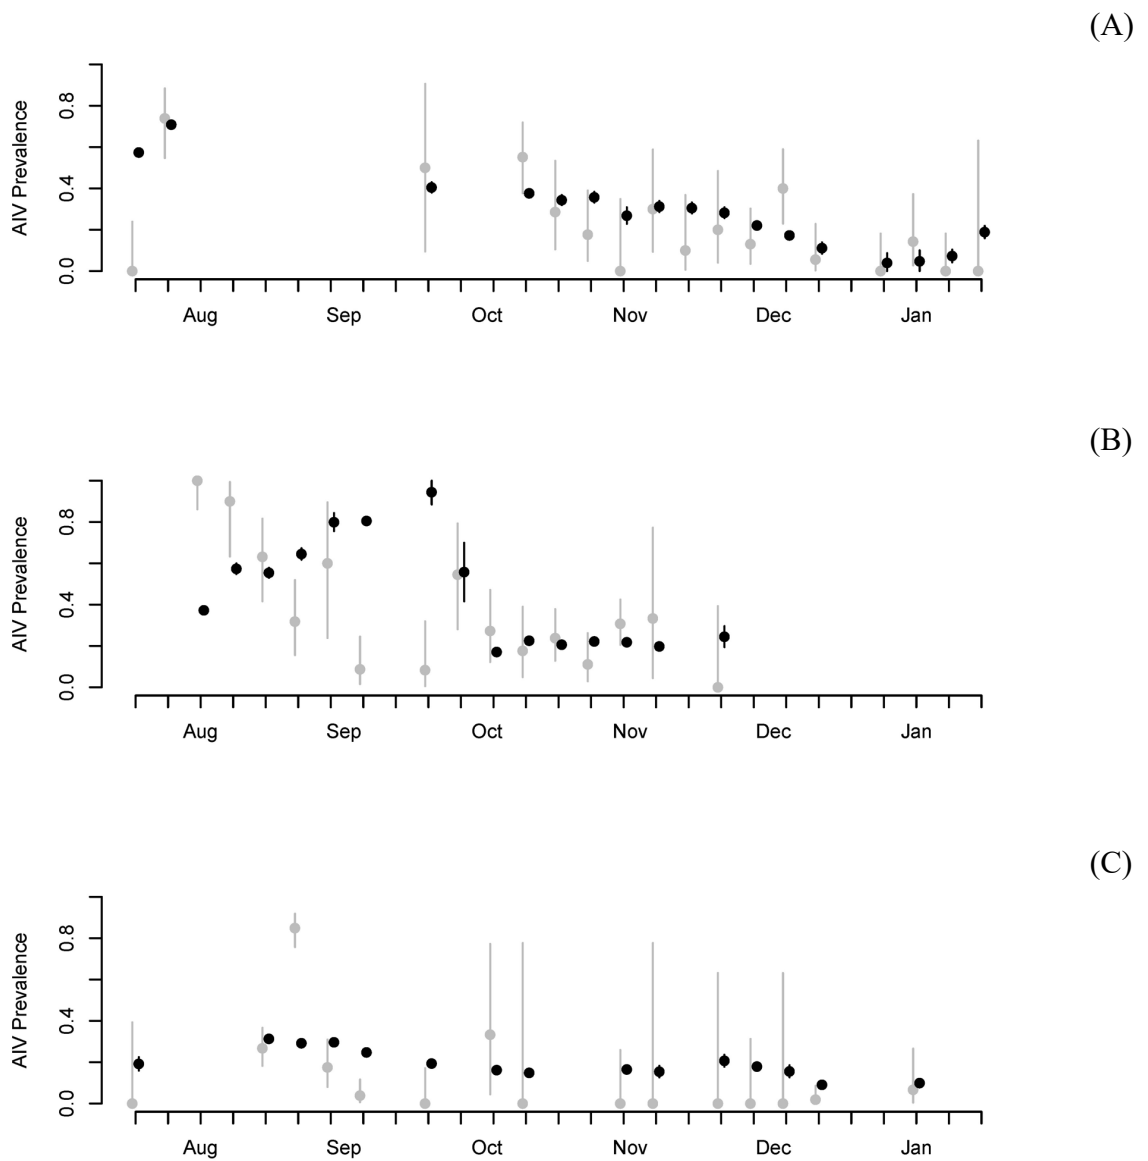 (A)
AIV Prevalence
0.8
0.4
0.0
Aug Sep Oct Nov Dec Jan
(B)
AIV Prevalence
0.8
0.4
0.0
Aug Sep Oct Nov Dec Jan
(C)
AIV Prevalence
0.8
0.4
0.0
Aug Sep Oct Nov Dec Jan